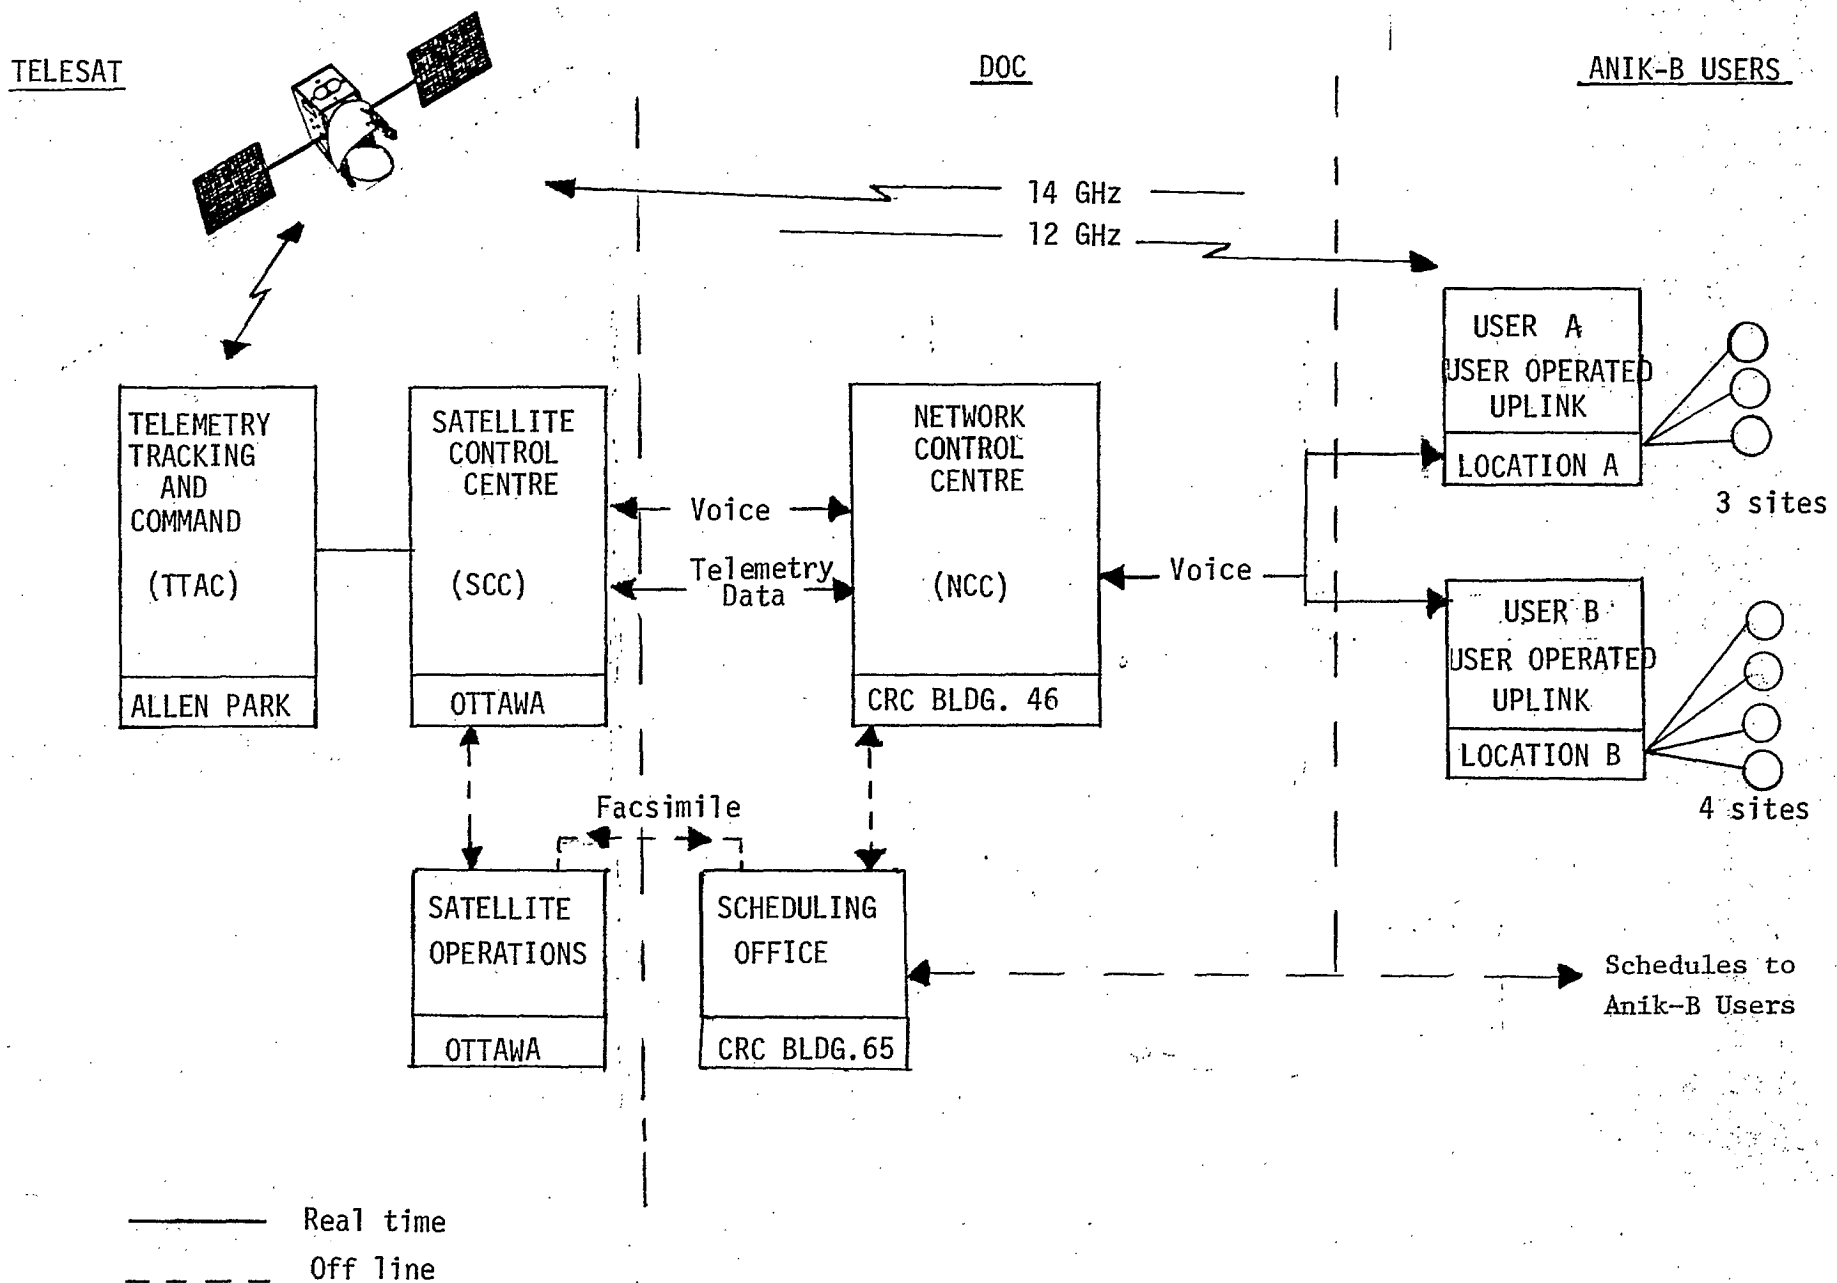 TELESAT
DOC
ANIK-B USERS
14 GHz
12 GHz
TELEMETRY
TRACKING
AND
COMMAND
(TTAC)
ALLEN PARK
SATELLITE
CONTROL
CENTRE
(SCC)
OTTAWA
Voice
Telemetry
Data
NETWORK
CONTROL
CENTRE
(NCC)
CRC BLDG. 46
Voice
USER A
USER OPERATED
UPLINK
LOCATION A
3 sites
USER B
USER OPERATED
UPLINK
LOCATION B
4 sites
Facsimile
SATELLITE
OPERATIONS
OTTAWA
SCHEDULING
OFFICE
CRC BLDG.65
Schedules to
Anik-B Users
Real time
Off line